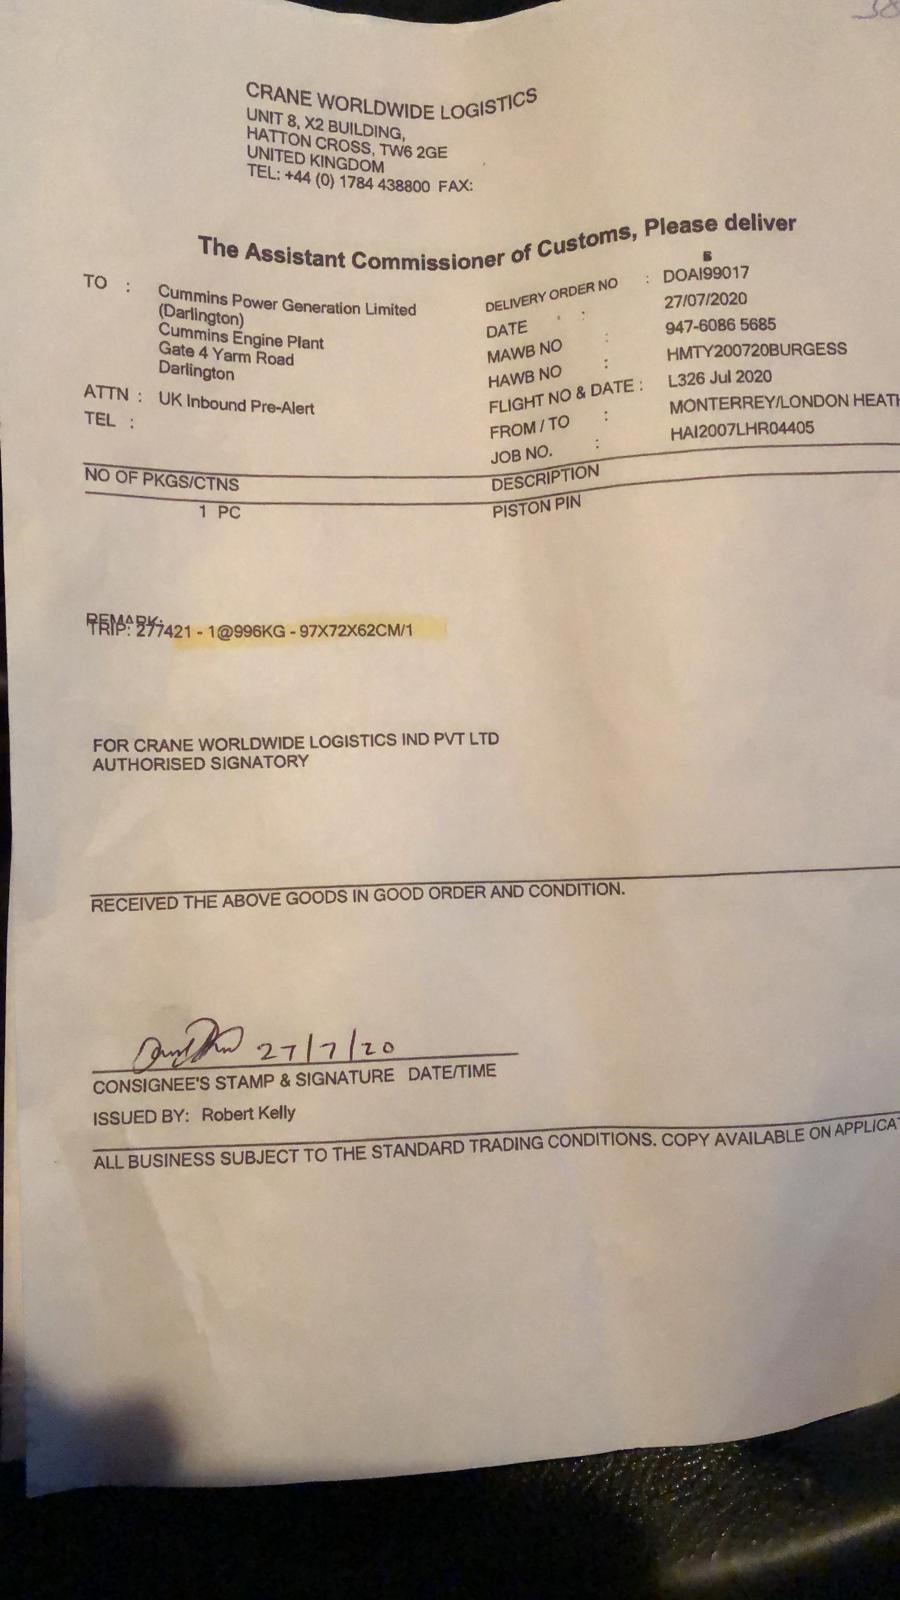 38
CRANE WORLDWIDE LOGISTICS
UNIT 8, X2 BUILDING,
HATTON CROSS, TW6 2GE
UNITED KINGDOM
TEL: +44 (0) 1784 438800 FAX:
The Assistant Commissioner of Customs, Please deliver
TO : Cummins Power Generation Limited
(Darlington)
Cummins Engine Plant
Gate 4 Yarm Road
Darlington
ATTN : UK Inbound Pre-Alert
TEL :
DELIVERY ORDER NO : DOAI99017
DATE : 27/07/2020
MAWB NO : 947-6086 5685
HAWB NO : HMTY200720BURGESS
FLIGHT NO & DATE : L326 Jul 2020
FROM / TO : MONTERREY/LONDON HEATH
JOB NO. : HAI2007LHR04405
NO OF PKGS/CTNS DESCRIPTION
1 PC PISTON PIN
REMARK:
TRIP: 277421 - 1@996KG - 97X72X62CM/1
FOR CRANE WORLDWIDE LOGISTICS IND PVT LTD
AUTHORISED SIGNATORY
RECEIVED THE ABOVE GOODS IN GOOD ORDER AND CONDITION.
27/7/20
CONSIGNEE'S STAMP & SIGNATURE DATE/TIME
ISSUED BY: Robert Kelly
ALL BUSINESS SUBJECT TO THE STANDARD TRADING CONDITIONS. COPY AVAILABLE ON APPLICAT